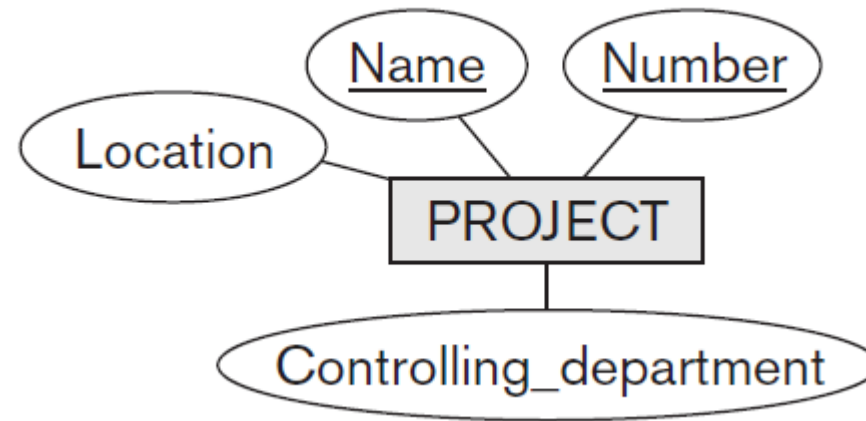 Name
Number
Location
PROJECT
Controlling_department